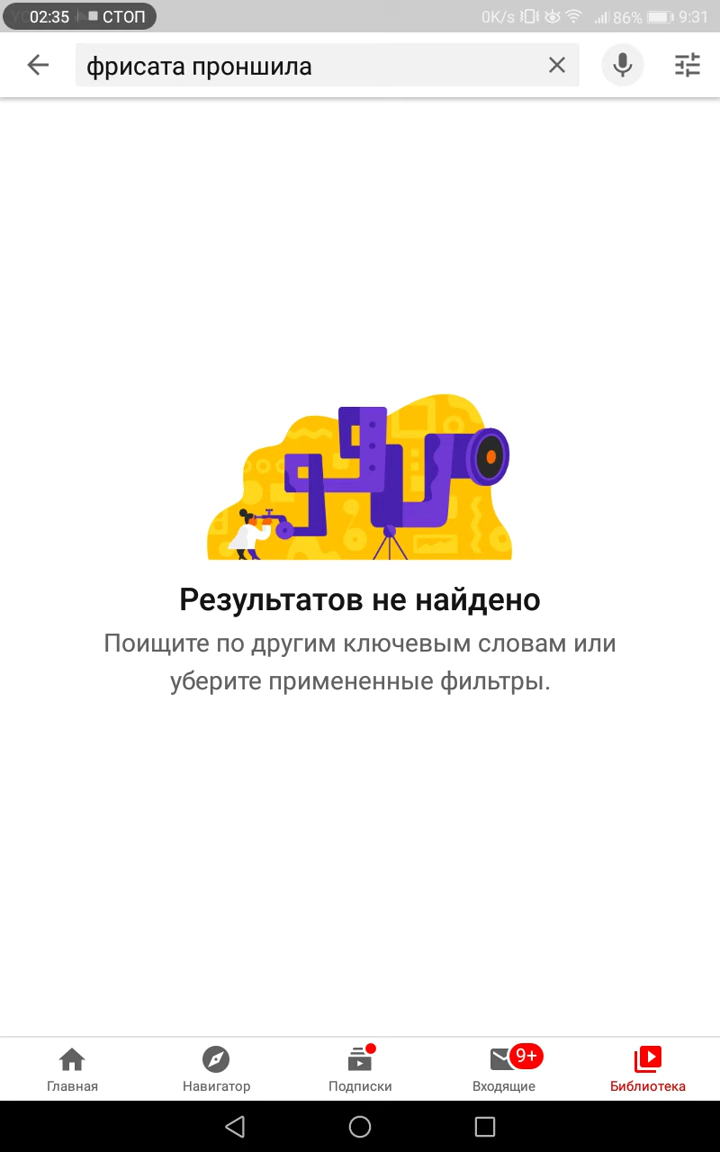 02:35 СТОП 0K/s 86% 9:31
фрисата проншила
Результатов не найдено
Поищите по другим ключевым словам или
уберите примененные фильтры.
9+
Главная Навигатор Подписки Входящие Библиотека